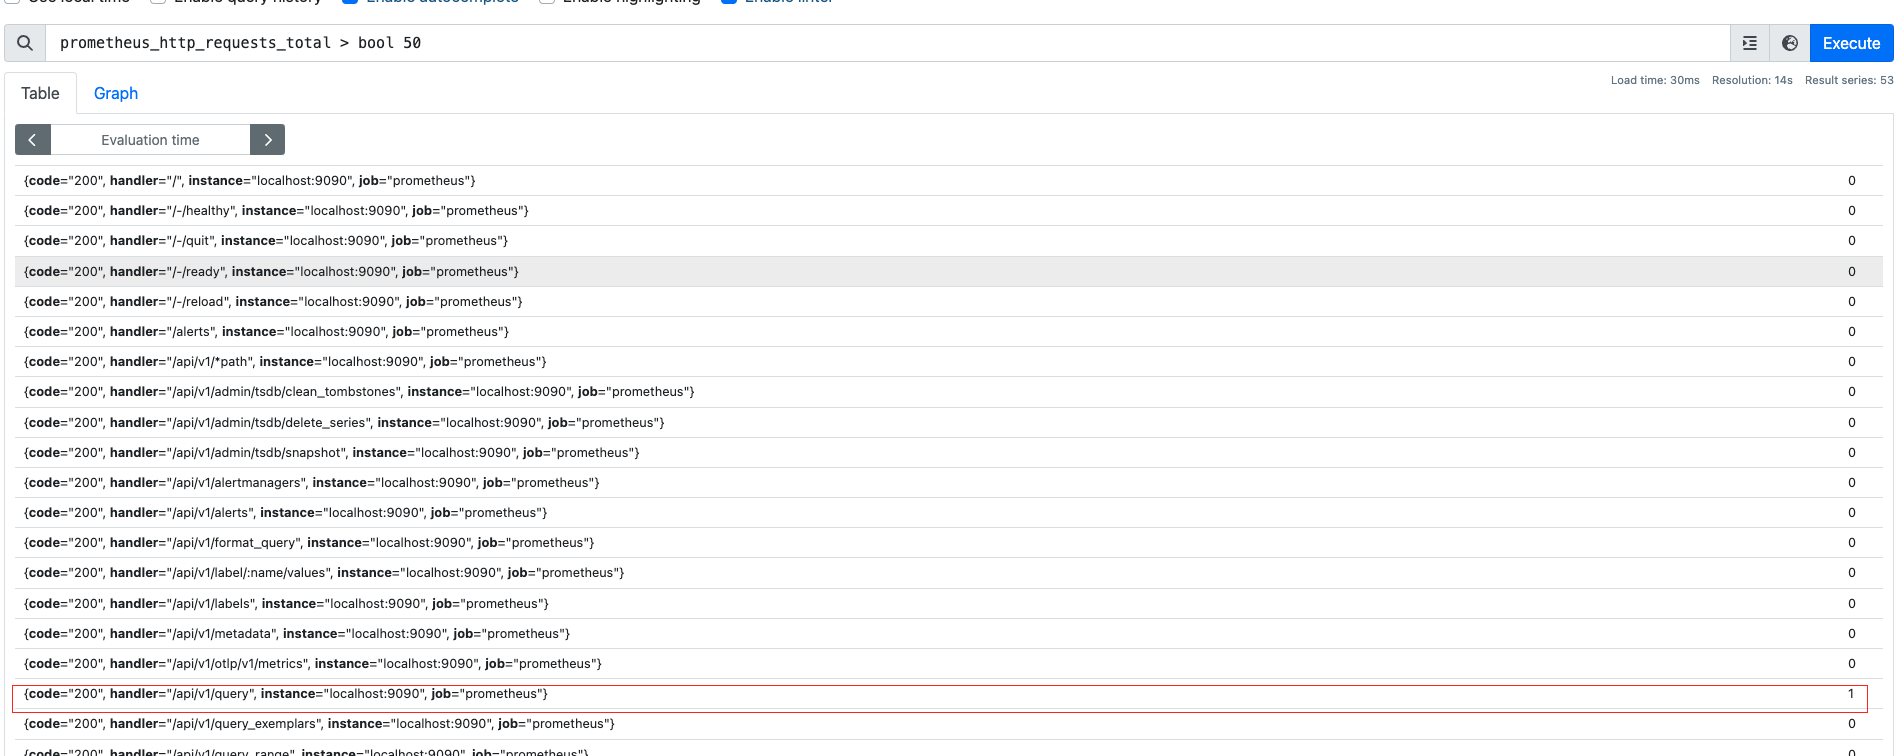 Use local time Enable query history Enable autocomplete Enable highlighting Enable linter
prometheus_http_requests_total > bool 50
Execute
Table Graph
Load time: 30ms Resolution: 14s Result series: 53
Evaluation time
{code="200", handler="/", instance="localhost:9090", job="prometheus"} 0
{code="200", handler="/-/healthy", instance="localhost:9090", job="prometheus"} 0
{code="200", handler="/-/quit", instance="localhost:9090", job="prometheus"} 0
{code="200", handler="/-/ready", instance="localhost:9090", job="prometheus"} 0
{code="200", handler="/-/reload", instance="localhost:9090", job="prometheus"} 0
{code="200", handler="/alerts", instance="localhost:9090", job="prometheus"} 0
{code="200", handler="/api/v1/*path", instance="localhost:9090", job="prometheus"} 0
{code="200", handler="/api/v1/admin/tsdb/clean_tombstones", instance="localhost:9090", job="prometheus"} 0
{code="200", handler="/api/v1/admin/tsdb/delete_series", instance="localhost:9090", job="prometheus"} 0
{code="200", handler="/api/v1/admin/tsdb/snapshot", instance="localhost:9090", job="prometheus"} 0
{code="200", handler="/api/v1/alertmanagers", instance="localhost:9090", job="prometheus"} 0
{code="200", handler="/api/v1/alerts", instance="localhost:9090", job="prometheus"} 0
{code="200", handler="/api/v1/format_query", instance="localhost:9090", job="prometheus"} 0
{code="200", handler="/api/v1/label/:name/values", instance="localhost:9090", job="prometheus"} 0
{code="200", handler="/api/v1/labels", instance="localhost:9090", job="prometheus"} 0
{code="200", handler="/api/v1/metadata", instance="localhost:9090", job="prometheus"} 0
{code="200", handler="/api/v1/otlp/v1/metrics", instance="localhost:9090", job="prometheus"} 0
{code="200", handler="/api/v1/query", instance="localhost:9090", job="prometheus"} 1
{code="200", handler="/api/v1/query_exemplars", instance="localhost:9090", job="prometheus"} 0
{code="200", handler="/api/v1/query_range", instance="localhost:9090", job="prometheus"} 0